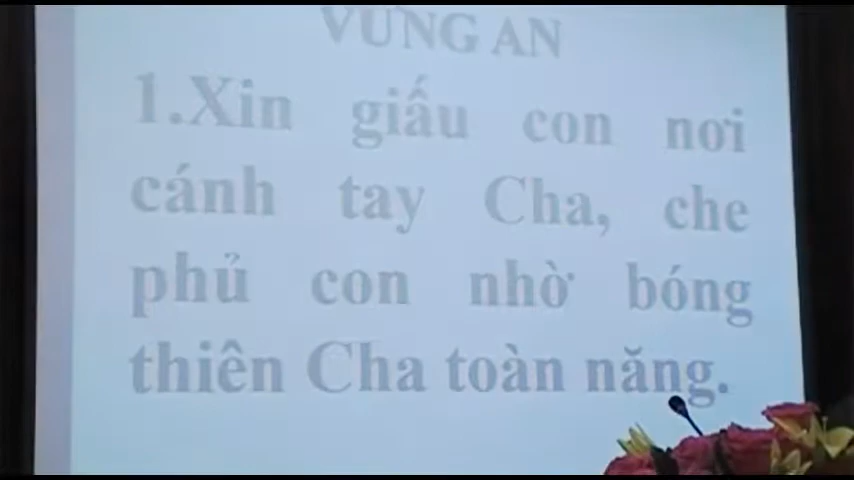 VỮNG AN
1.Xin giấu con nơi
cánh tay Cha, che
phủ con nhờ bóng
thiên Cha toàn năng.